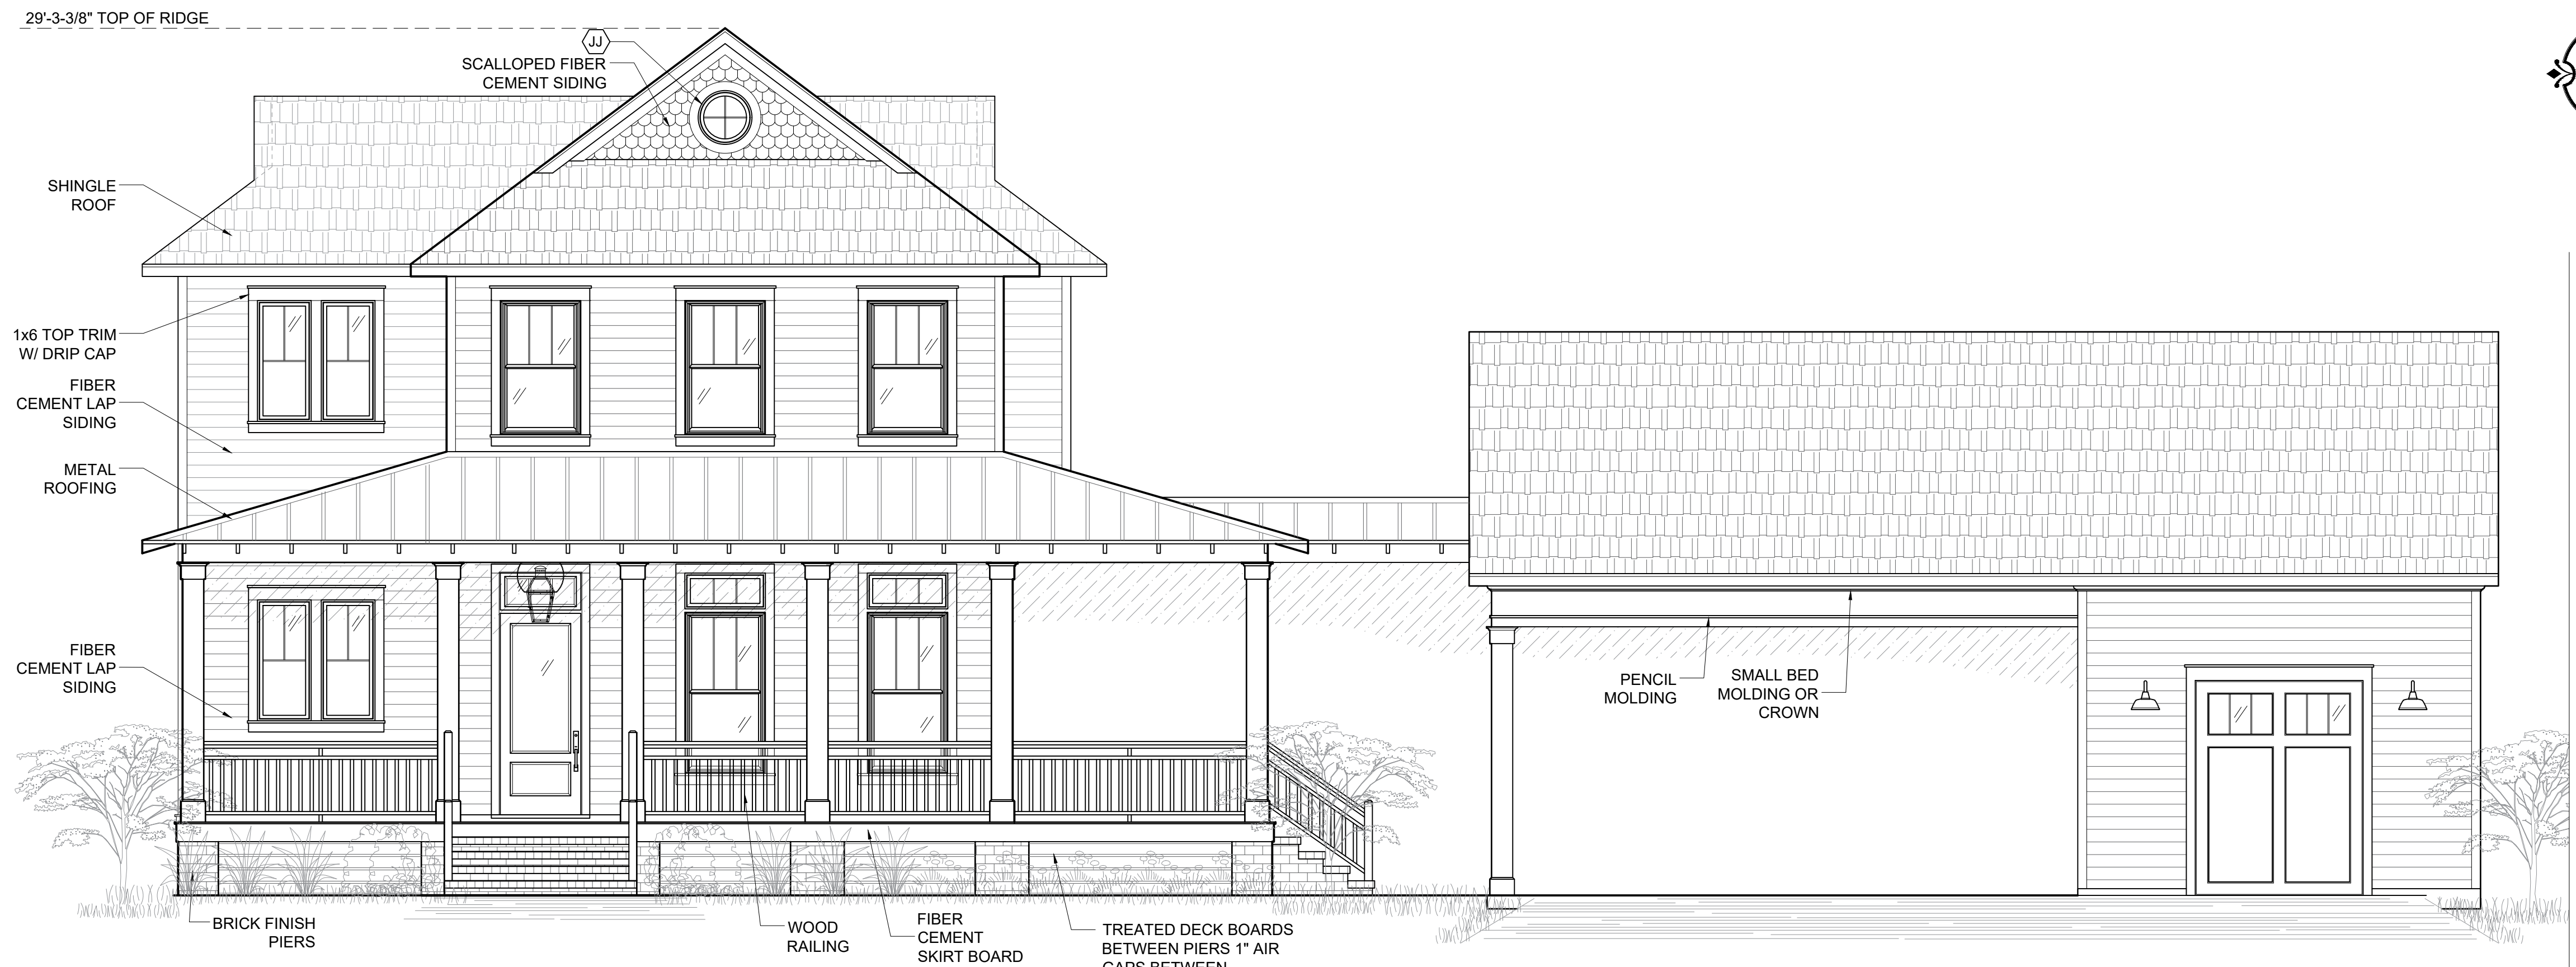 29'-3-3/8" TOP OF RIDGE
JJ
SCALLOPED FIBER
CEMENT SIDING
SHINGLE
ROOF
1x6 TOP TRIM
W/ DRIP CAP
FIBER
CEMENT LAP
SIDING
METAL
ROOFING
FIBER
CEMENT LAP
SIDING
PENCIL
MOLDING
SMALL BED
MOLDING OR
CROWN
BRICK FINISH
PIERS
WOOD
RAILING
FIBER
CEMENT
SKIRT BOARD
TREATED DECK BOARDS
BETWEEN PIERS 1" AIR
GAPS BETWEEN